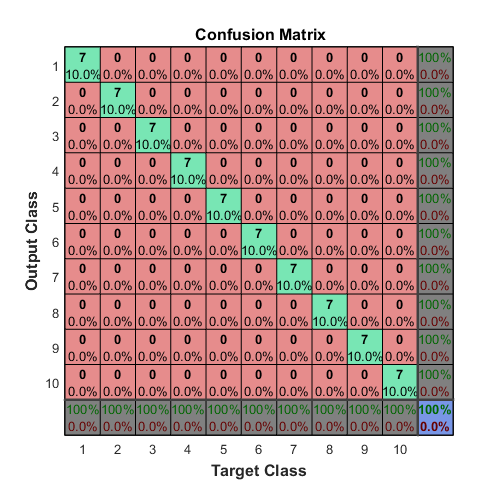 Confusion Matrix
1 7 0 0 0 0 0 0 0 0 0 100%
10.0% 0.0% 0.0% 0.0% 0.0% 0.0% 0.0% 0.0% 0.0% 0.0% 0.0%
2 0 7 0 0 0 0 0 0 0 0 100%
0.0% 10.0% 0.0% 0.0% 0.0% 0.0% 0.0% 0.0% 0.0% 0.0% 0.0%
3 0 0 7 0 0 0 0 0 0 0 100%
0.0% 0.0% 10.0% 0.0% 0.0% 0.0% 0.0% 0.0% 0.0% 0.0% 0.0%
4 0 0 0 7 0 0 0 0 0 0 100%
0.0% 0.0% 0.0% 10.0% 0.0% 0.0% 0.0% 0.0% 0.0% 0.0% 0.0%
5 0 0 0 0 7 0 0 0 0 0 100%
0.0% 0.0% 0.0% 0.0% 10.0% 0.0% 0.0% 0.0% 0.0% 0.0% 0.0%
6 0 0 0 0 0 7 0 0 0 0 100%
0.0% 0.0% 0.0% 0.0% 0.0% 10.0% 0.0% 0.0% 0.0% 0.0% 0.0%
7 0 0 0 0 0 0 7 0 0 0 100%
0.0% 0.0% 0.0% 0.0% 0.0% 0.0% 10.0% 0.0% 0.0% 0.0% 0.0%
8 0 0 0 0 0 0 0 7 0 0 100%
0.0% 0.0% 0.0% 0.0% 0.0% 0.0% 0.0% 10.0% 0.0% 0.0% 0.0%
9 0 0 0 0 0 0 0 0 7 0 100%
0.0% 0.0% 0.0% 0.0% 0.0% 0.0% 0.0% 0.0% 10.0% 0.0% 0.0%
10 0 0 0 0 0 0 0 0 0 7 100%
0.0% 0.0% 0.0% 0.0% 0.0% 0.0% 0.0% 0.0% 0.0% 10.0% 0.0%
100% 100% 100% 100% 100% 100% 100% 100% 100% 100% 100%
0.0% 0.0% 0.0% 0.0% 0.0% 0.0% 0.0% 0.0% 0.0% 0.0% 0.0%
1 2 3 4 5 6 7 8 9 10
Target Class
Output Class